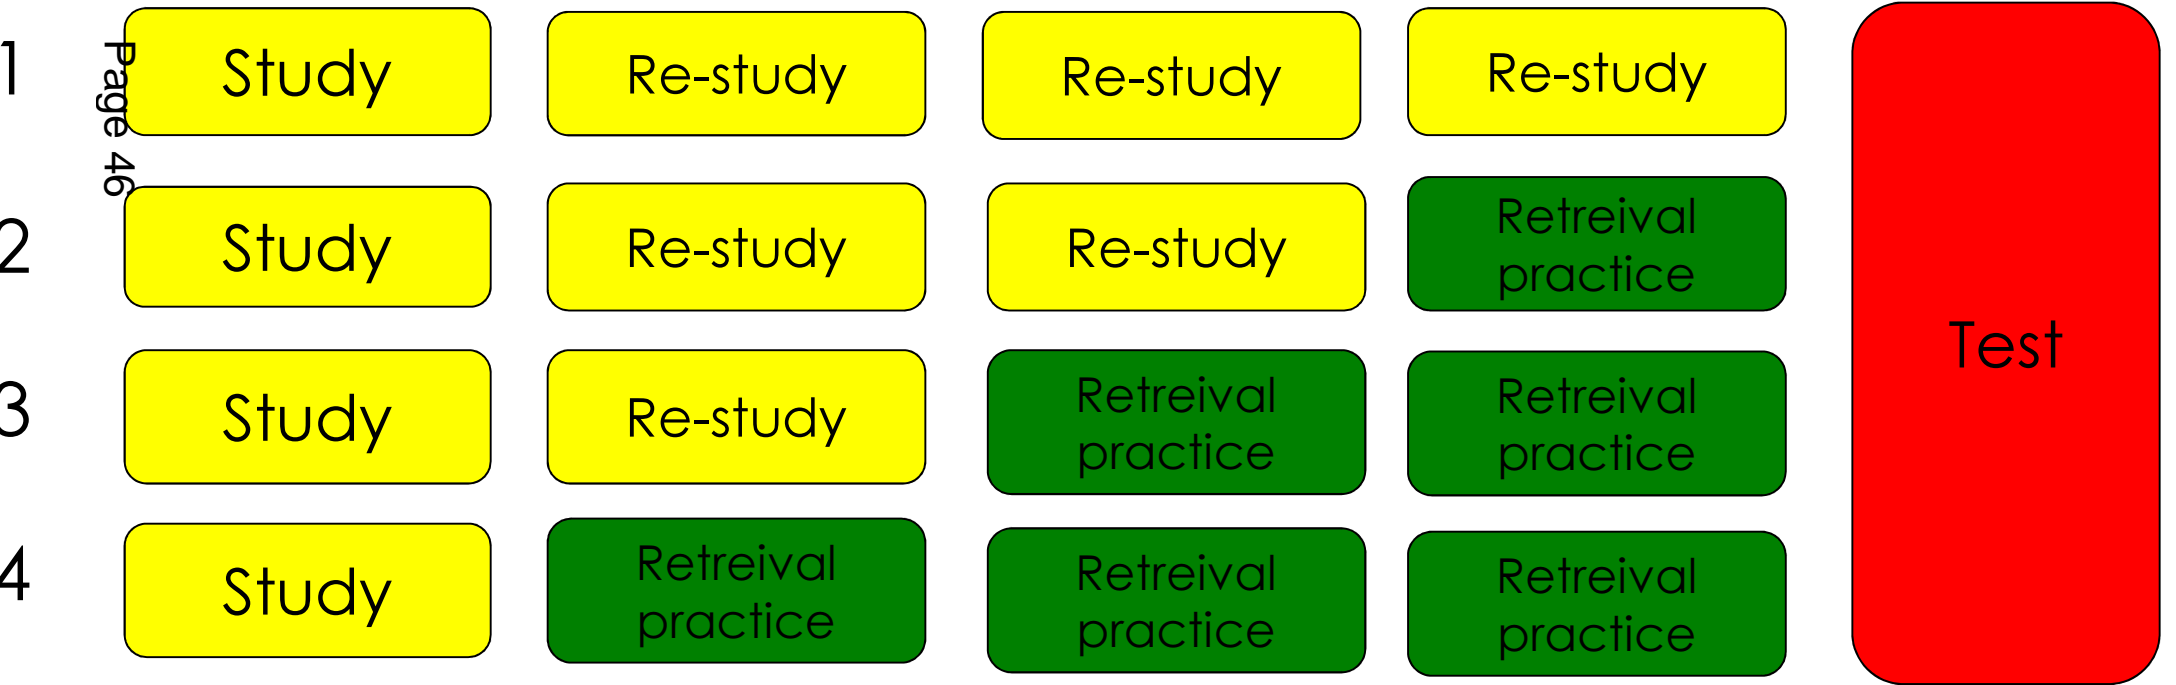 Page 46
1 Study Re-study Re-study Re-study
2 Study Re-study Re-study Retreival practice
3 Study Re-study Retreival practice Retreival practice
4 Study Retreival practice Retreival practice Retreival practice
Test